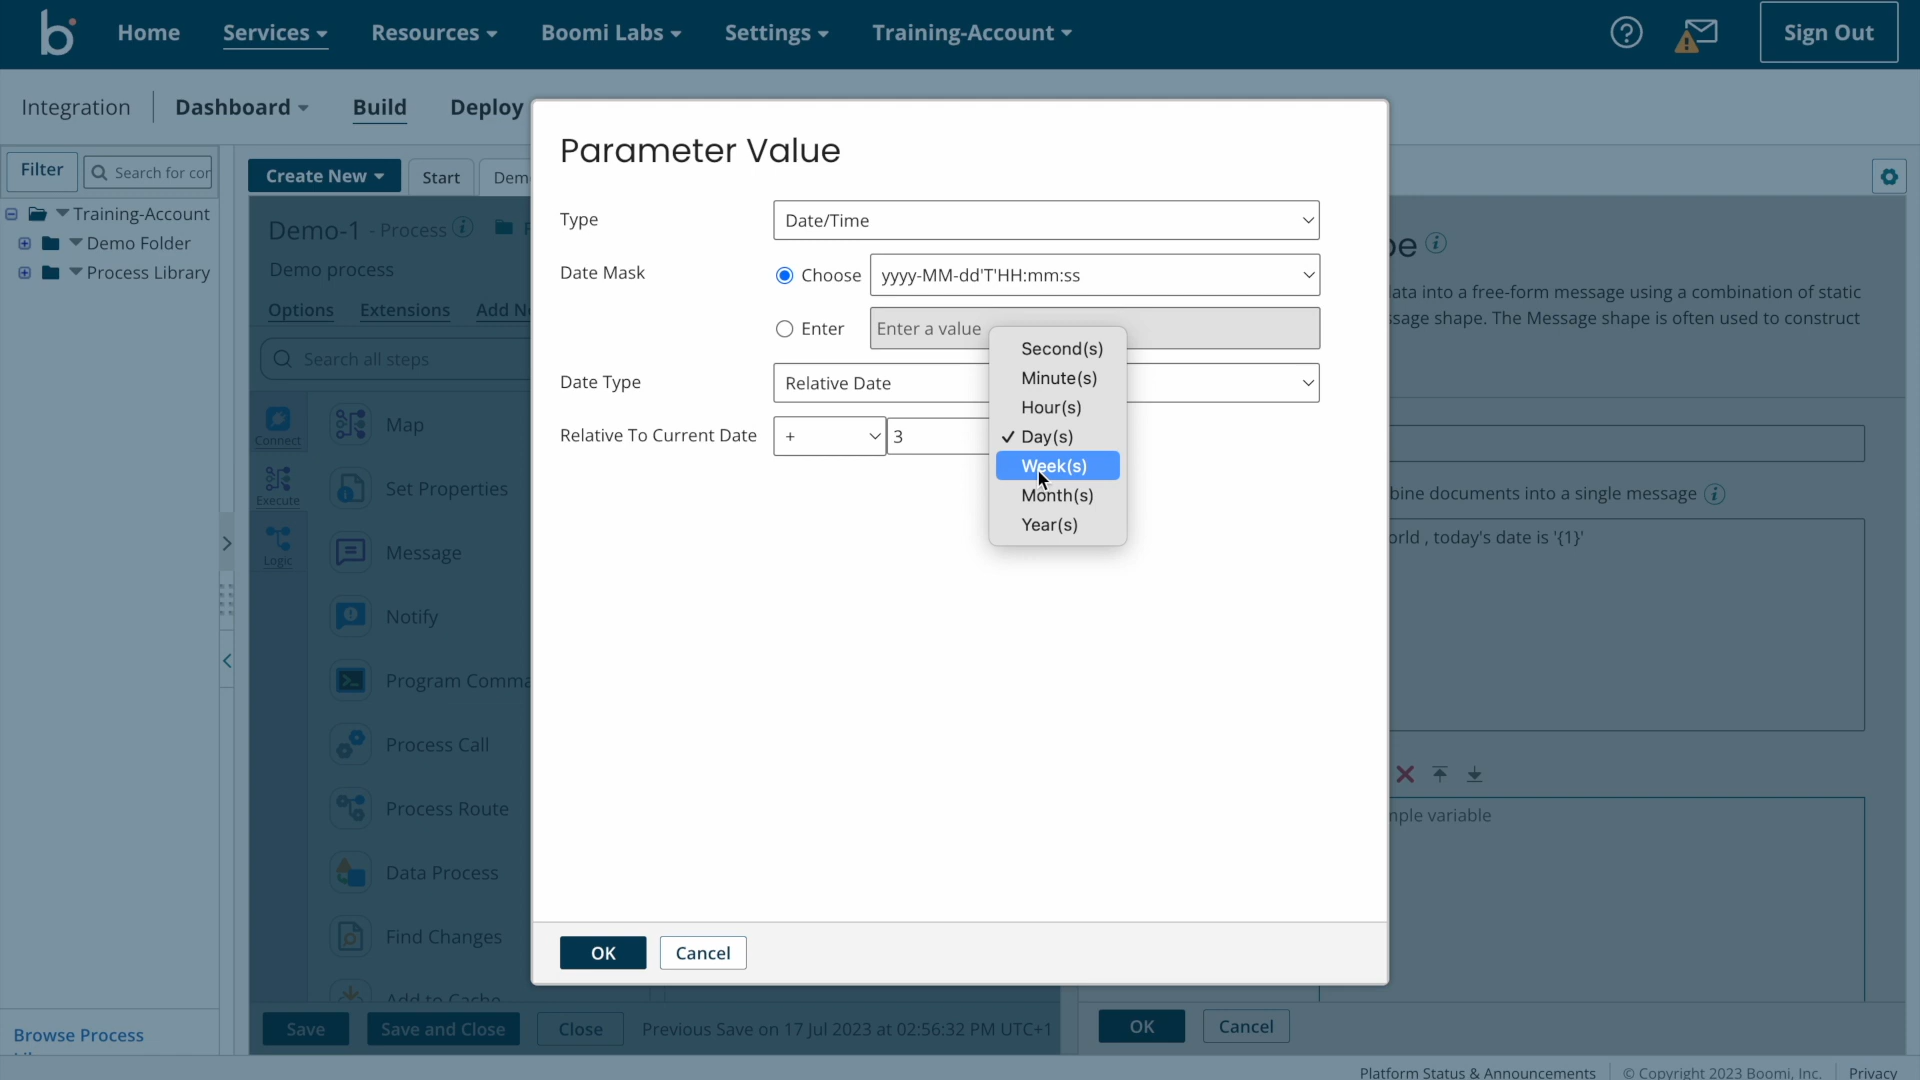 b Home Services Resources Boomi Labs Settings Training-Account Sign Out
Integration Dashboard Build Deploy
Filter Search for cor
Create New Start Dem
Training-Account
Demo Folder
Process Library
Demo-1 - Process
Demo process
Options Extensions Add
Search all steps
Connect
Execute
Logic
Map
Set Properties
Message
Notify
Program Comma
Process Call
Process Route
Data Process
Find Changes
Add to Cache
Save Save and Close Close Previous Save on 17 Jul 2023 at 02:56:32 PM UTC+1
Browse Process
Parameter Value
Type Date/Time
Date Mask Choose yyyy-MM-dd'T'HH:mm:ss
Enter Enter a value
Date Type Relative Date
Relative To Current Date + 3
Second(s)
Minute(s)
Hour(s)
✓ Day(s)
Week(s)
Month(s)
Year(s)
OK Cancel
ata into a free-form message using a combination of static
sage shape. The Message shape is often used to construct
bine documents into a single message
orld , today's date is '{1}'
nple variable
OK Cancel
Platform Status & Announcements © Copyright 2023 Boomi, Inc. Privacy